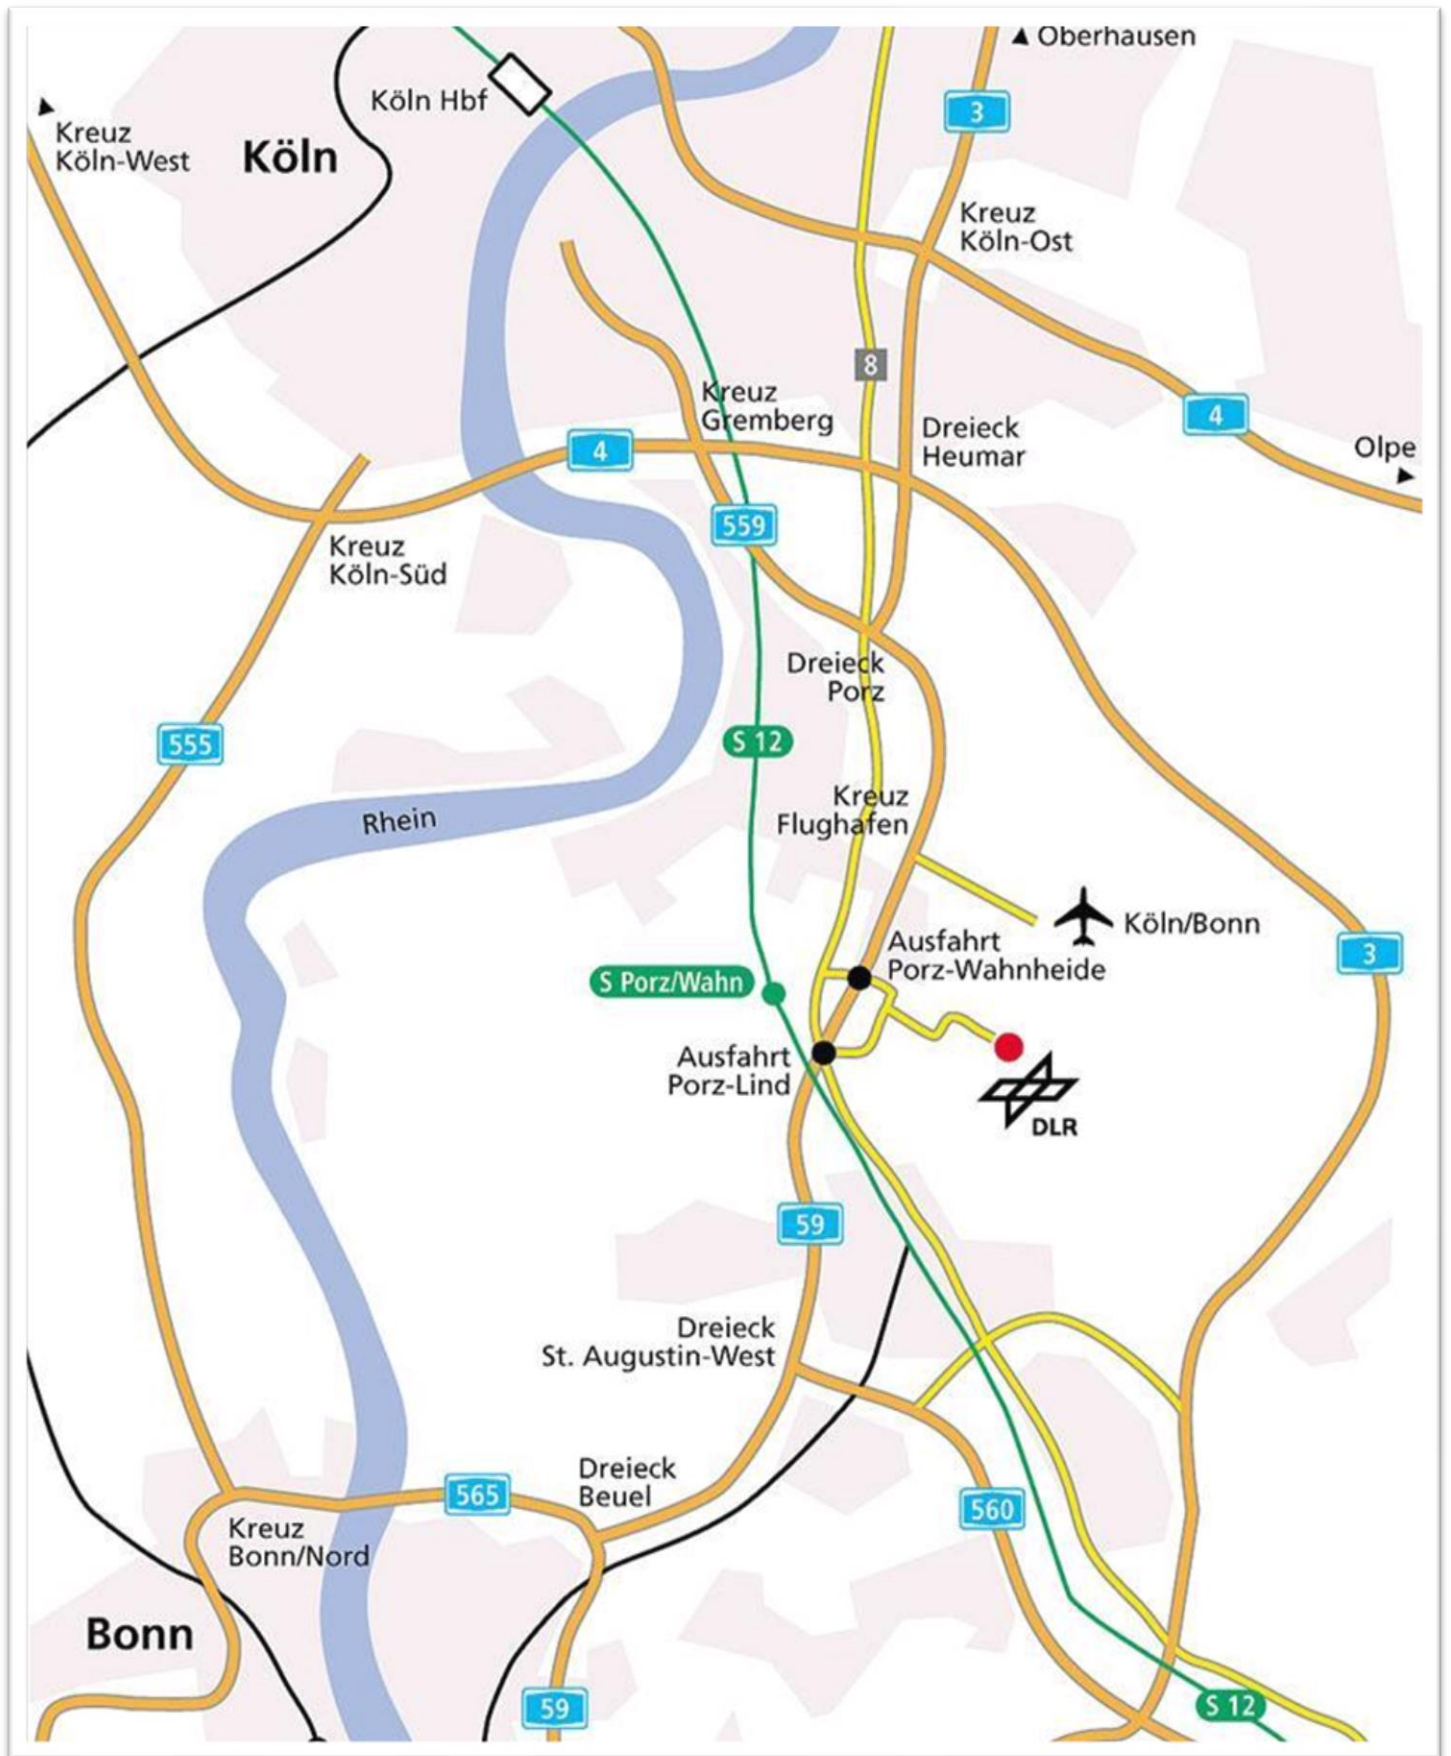 Oberhausen
Köln Hbf
3
Kreuz
Köln-West
Köln
Kreuz
Köln-Ost
8
Kreuz
Gremberg
4
Dreieck
Heumar
4
Olpe
559
Kreuz
Köln-Süd
Dreieck
Porz
555
S 12
Kreuz
Flughafen
Rhein
Köln/Bonn
Ausfahrt
Porz-Wahnheide
3
S Porz/Wahn
Ausfahrt
Porz-Lind
DLR
59
Dreieck
St. Augustin-West
Dreieck
Beuel
565
560
Kreuz
Bonn/Nord
Bonn
59
S 12